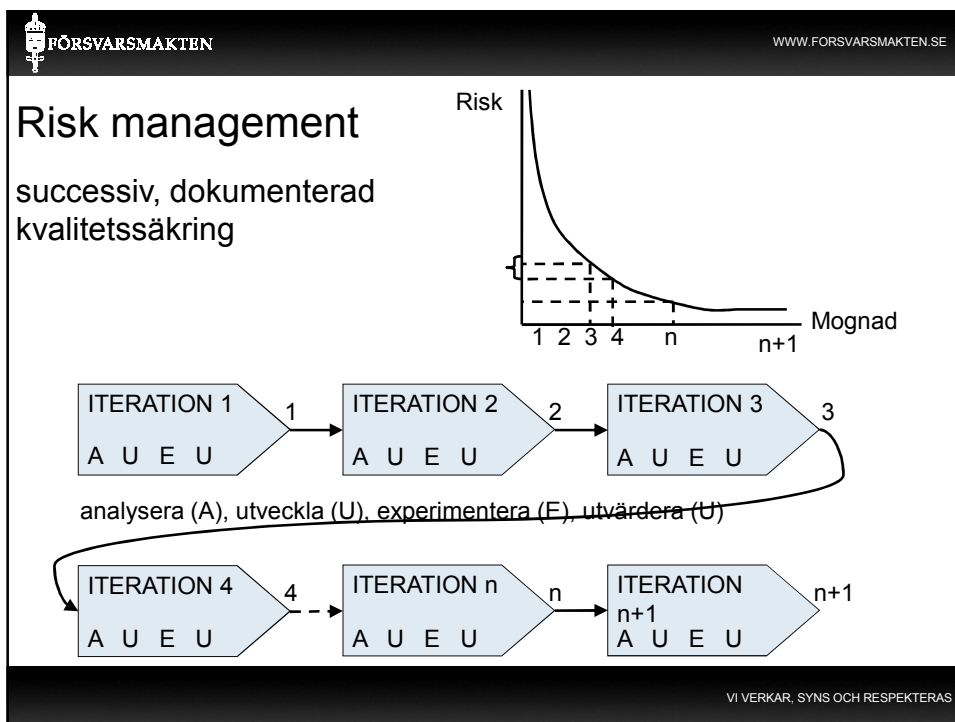 FÖRSVARSMAKTEN
WWW.FORSVARSMAKTEN.SE
Risk management
successiv, dokumenterad
kvalitetssäkring
Risk
Mognad
1 2 3 4 n n+1
ITERATION 1
A U E U
1
ITERATION 2
A U E U
2
ITERATION 3
A U E U
3
analysera (A), utveckla (U), experimentera (E), utvärdera (U)
ITERATION 4
A U E U
4
ITERATION n
A U E U
n
ITERATION
n+1
A U E U
n+1
VI VERKAR, SYNS OCH RESPEKTERAS